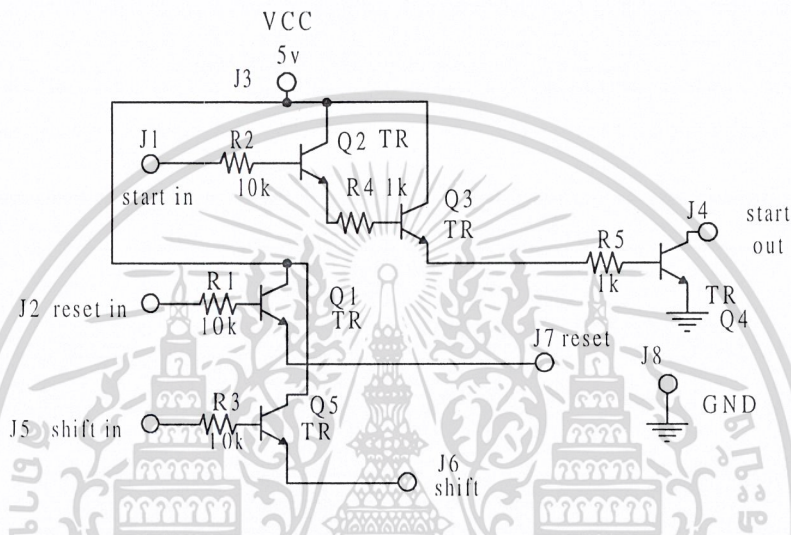 VCC
5v
J3
J1
R2
Q2 TR
start in
10k
R4 1k
Q3
TR
J4 start
out
R5
1k
TR
Q4
J2 reset in
R1
10k
Q1
TR
J7 reset
J8
GND
J5 shift in
R3
10k
Q5
TR
J6
shift